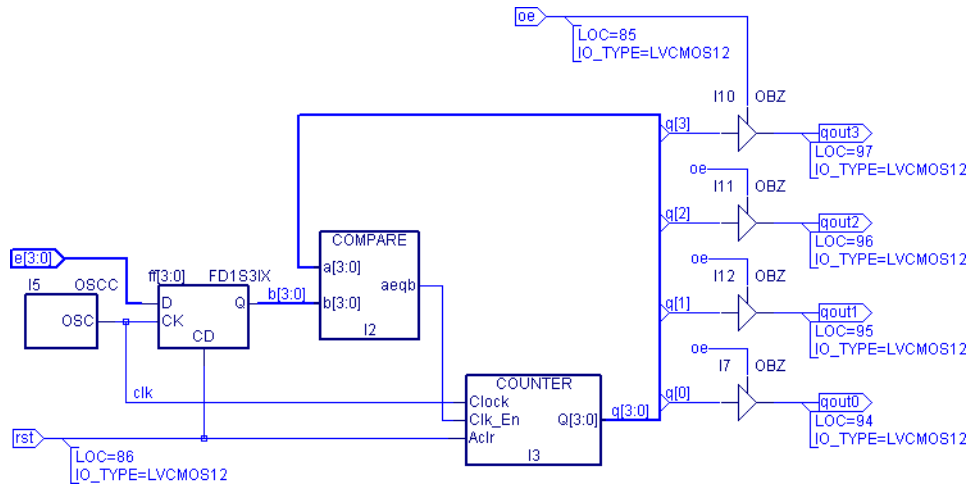 oe
LOC=85
IO_TYPE=LVCMOS12
I10 OBZ
q[3]
qout3
LOC=97
IO_TYPE=LVCMOS12
oe
I11 OBZ
q[2]
qout2
LOC=96
IO_TYPE=LVCMOS12
COMPARE
a[3:0]
aeqb
b[3:0]
I2
e[3:0]
ff[3:0] FD1S3IX
I5 OSCC
D Q
b[3:0]
OSC
CK
CD
oe
I12 OBZ
q[1]
qout1
LOC=95
IO_TYPE=LVCMOS12
oe
I7 OBZ
q[0]
qout0
LOC=94
IO_TYPE=LVCMOS12
clk
COUNTER
Clock
Clk_En Q[3:0]
q[3:0]
Aclr
I3
rst
LOC=86
IO_TYPE=LVCMOS12